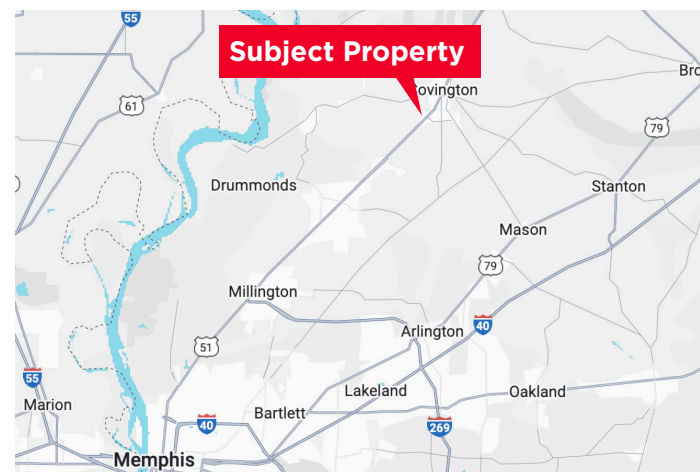 55
Subject Property
61
Covington
Bro
79
Drummonds
Stanton
Mason
79
Millington
51
Arlington
40
55
Marion
Lakeland
Oakland
Bartlett
40
269
Memphis